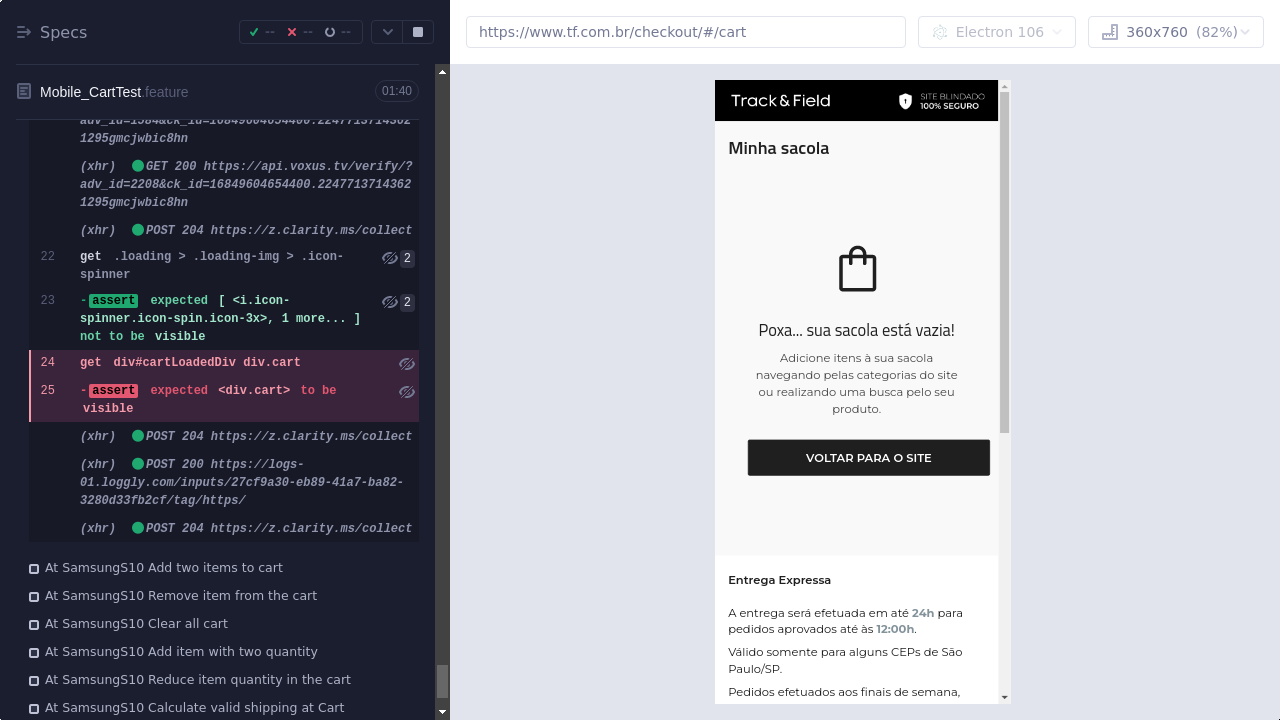 Specs
--
--
--
Mobile_CartTest.feature
01:40
adv_id=1584&ck_id=16849604654400.2247713714362
1295gmcjwbic8hn
(xhr) GET 200 https://api.voxus.tv/verify/?
adv_id=2208&ck_id=16849604654400.2247713714362
1295gmcjwbic8hn
(xhr) POST 204 https://z.clarity.ms/collect
22 get .loading > .loading-img > .icon-
spinner
2
23 -assert expected [ <i.icon-
spinner.icon-spin.icon-3x>, 1 more... ]
not to be visible
2
24 get div#cartLoadedDiv div.cart
25 -assert expected <div.cart> to be
visible
(xhr) POST 204 https://z.clarity.ms/collect
(xhr) POST 200 https://logs-
01.loggly.com/inputs/27cf9a30-eb89-41a7-ba82-
3280d33fb2cf/tag/https/
(xhr) POST 204 https://z.clarity.ms/collect
At SamsungS10 Add two items to cart
At SamsungS10 Remove item from the cart
At SamsungS10 Clear all cart
At SamsungS10 Add item with two quantity
At SamsungS10 Reduce item quantity in the cart
At SamsungS10 Calculate valid shipping at Cart
https://www.tf.com.br/checkout/#/cart
Electron 106
360x760 (82%)
Track&Field
SITE BLINDADO
100% SEGURO
Minha sacola
Poxa... sua sacola está vazia!
Adicione itens à sua sacola
navegando pelas categorias do site
ou realizando uma busca pelo seu
produto.
VOLTAR PARA O SITE
Entrega Expressa
A entrega será efetuada em até 24h para
pedidos aprovados até às 12:00h.
Válido somente para alguns CEPs de São
Paulo/SP.
Pedidos efetuados aos finais de semana,